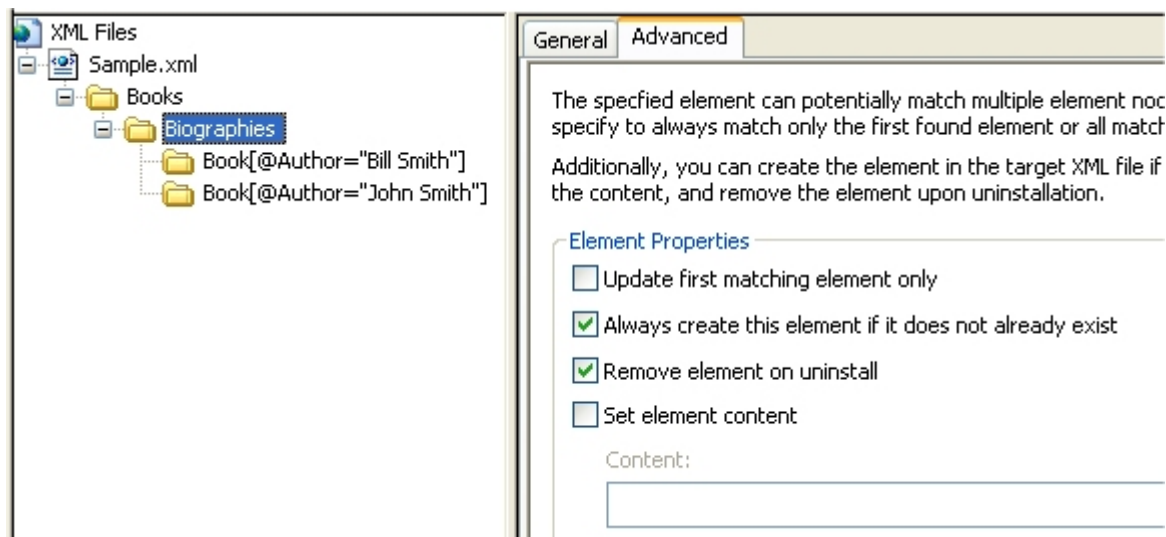 XML Files
Sample.xml
Books
Biographies
Book[@Author="Bill Smith"]
Book[@Author="John Smith"]
General
Advanced
The specfied element can potentially match multiple element
specify to always match only the first found element or all
Additionally, you can create the element in the target XML file if
the content, and remove the element upon uninstallation.
Element Properties
Update first matching element only
Always create this element if it does not already exist
Remove element on uninstall
Set element content
Content: